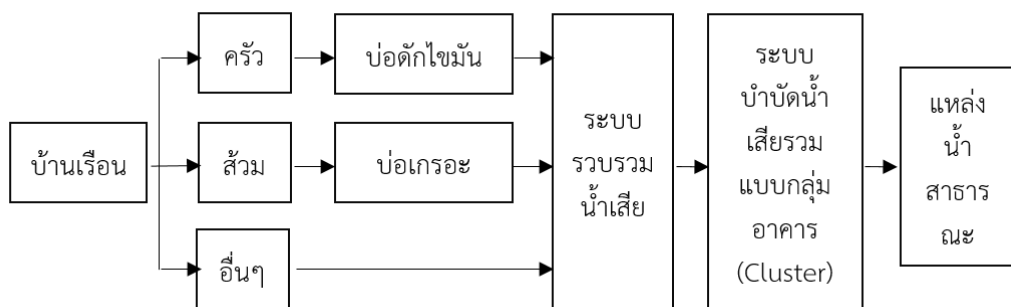 บ้านเรือน
ครัว
บ่อดักไขมัน
ส้วม
บ่อเกรอะ
อื่นๆ
ระบบ
รวบรวม
น้ำเสีย
ระบบ
บำบัดน้ำ
เสียรวม
แบบกลุ่ม
อาคาร
(Cluster)
แหล่ง
น้ำ
สาธาร
ณะ